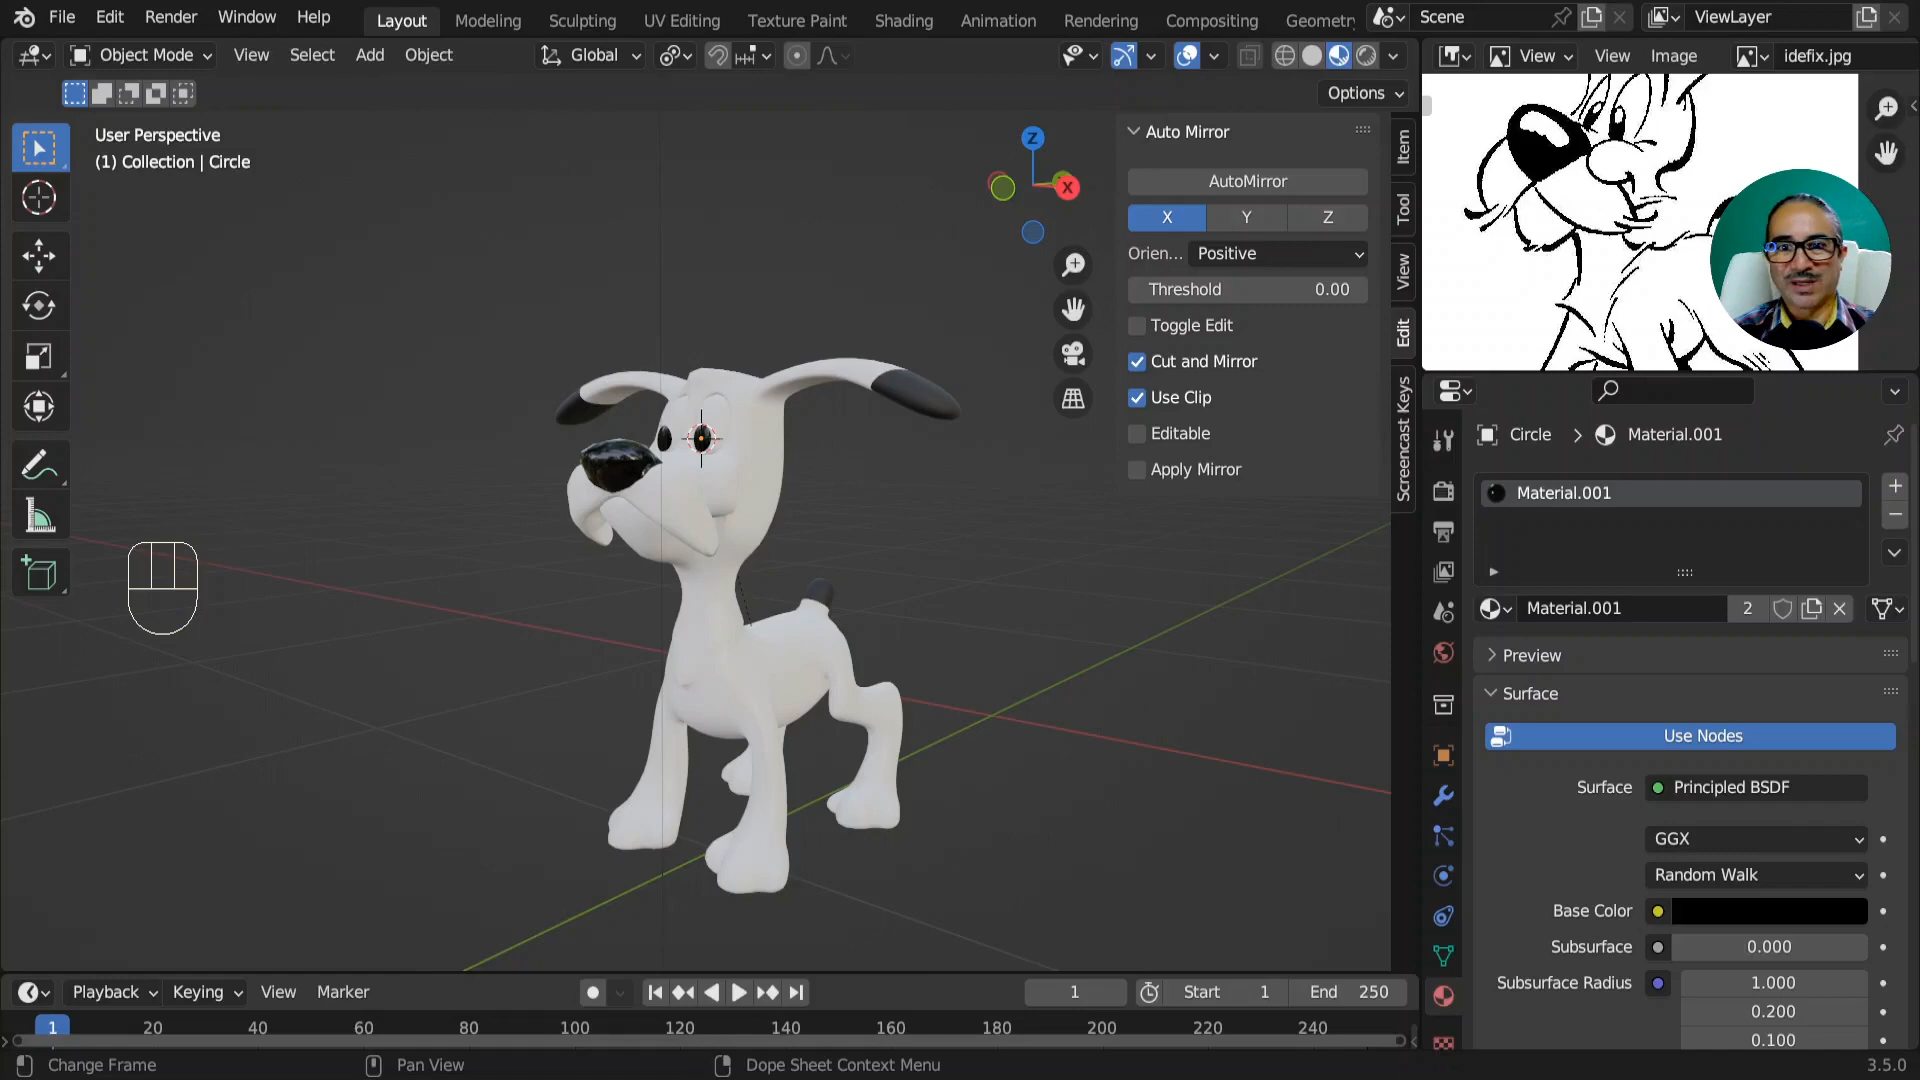 File Edit Render Window Help Layout Modeling Sculpting UV Editing Texture Paint Shading Animation Rendering Compositing Geometry Scene ViewLayer
Object Mode View Select Add Object Global View View Image idefix.jpg
Options
User Perspective
(1) Collection | Circle
Z
X
Auto Mirror
AutoMirror
X Y Z
Orien... Positive
Threshold 0.00
Toggle Edit
Cut and Mirror
Use Clip
Editable
Apply Mirror
Item
Tool
View
Edit
Screencast Keys
Circle Material.001
Material.001
Material.001 2
Preview
Surface
Use Nodes
Surface Principled BSDF
GGX
Random Walk
Base Color
Subsurface 0.000
Subsurface Radius 1.000
0.200
0.100
Playback Keying View Marker 1 Start 1 End 250
1 20 40 60 80 100 120 140 160 180 200 220 240
Change Frame Pan View Dope Sheet Context Menu 3.5.0